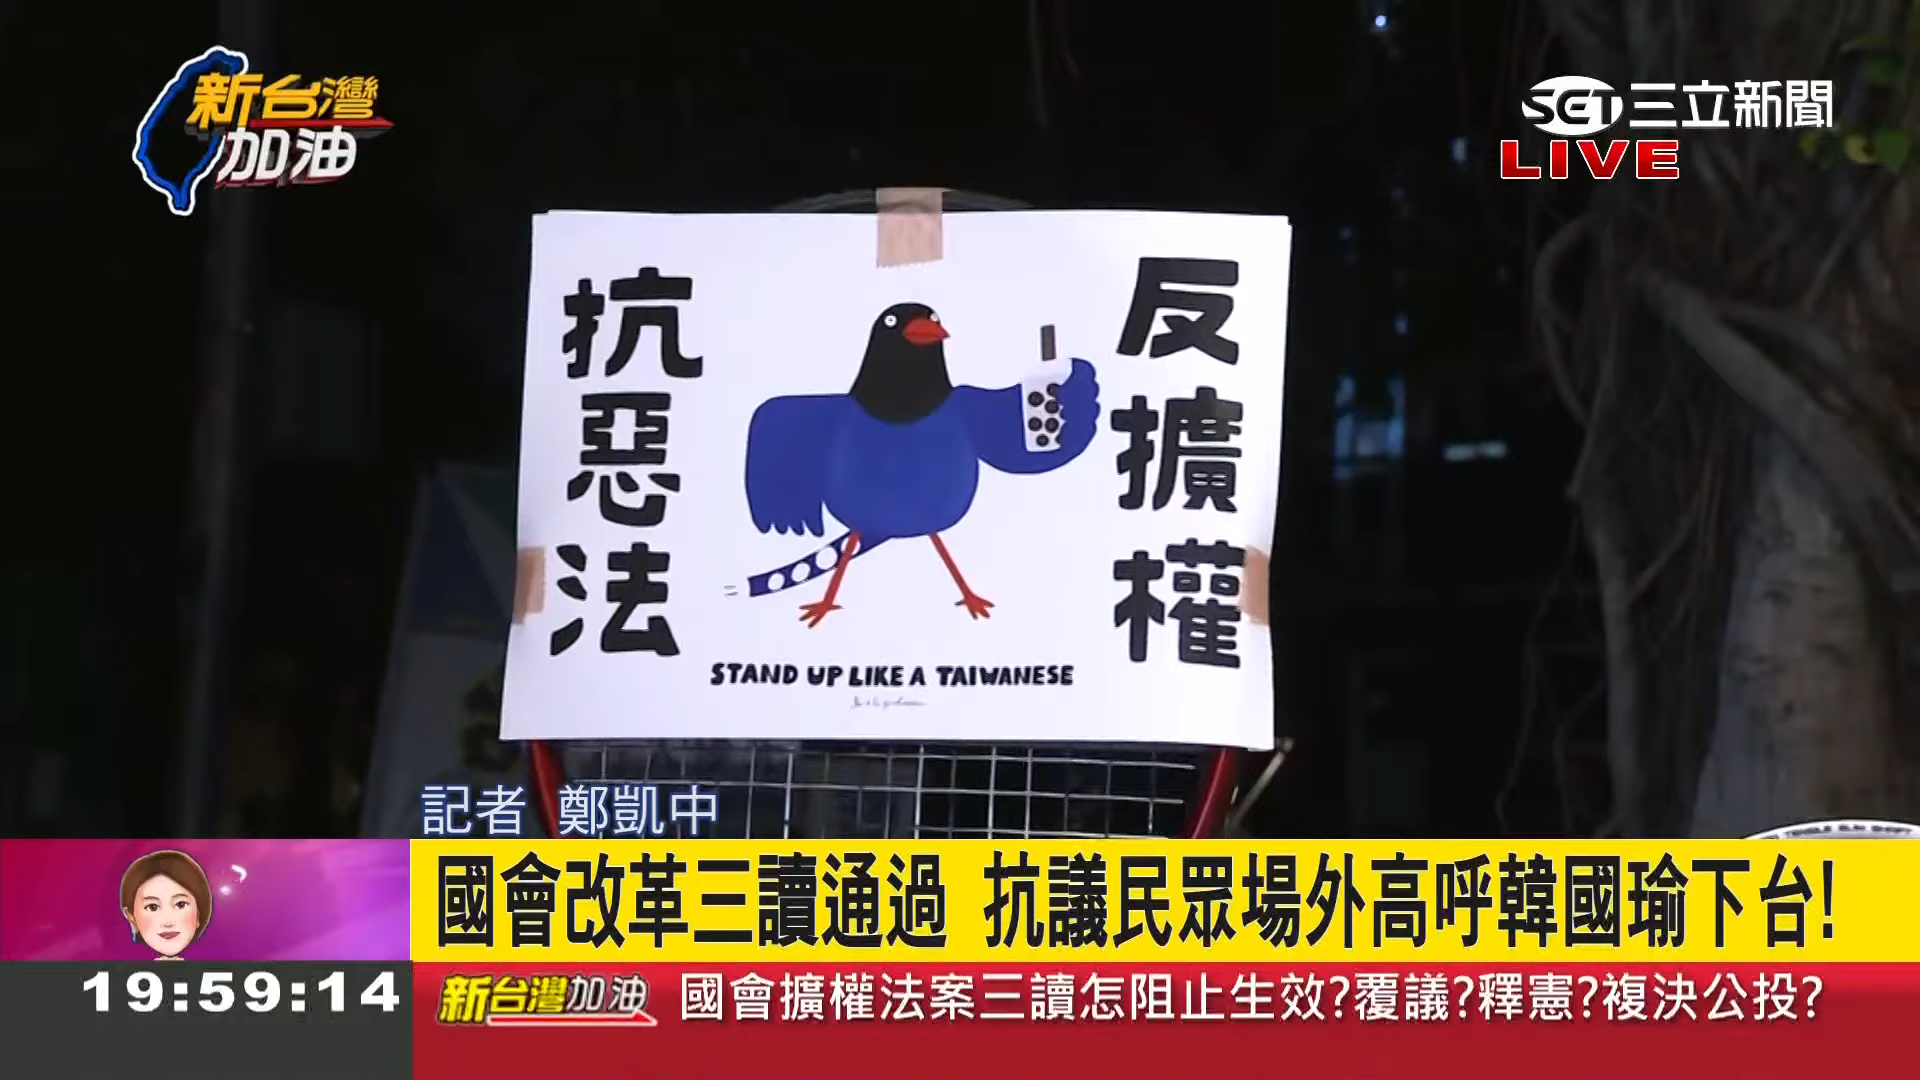 新台灣
加油
SET三立新聞
LIVE
反擴權
抗惡法
STAND UP LIKE A TAIWANESE
記者 鄭凱中
國會改革三讀通過 抗議民眾場外高呼韓國瑜下台!
19:59:14
新台灣加油
國會擴權法案三讀怎阻止生效?覆議?釋憲?複決公投?